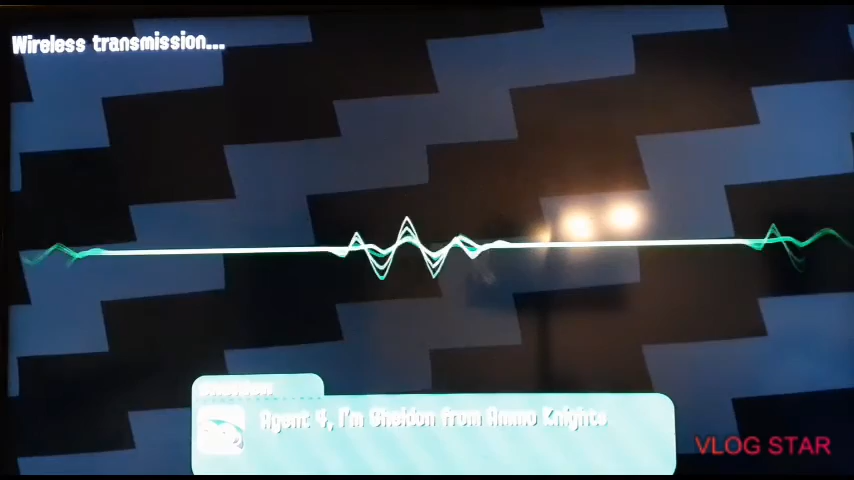 Wireless transmission...
Agent 4, I'm Sheldon from Ammo Knights
VLOG STAR